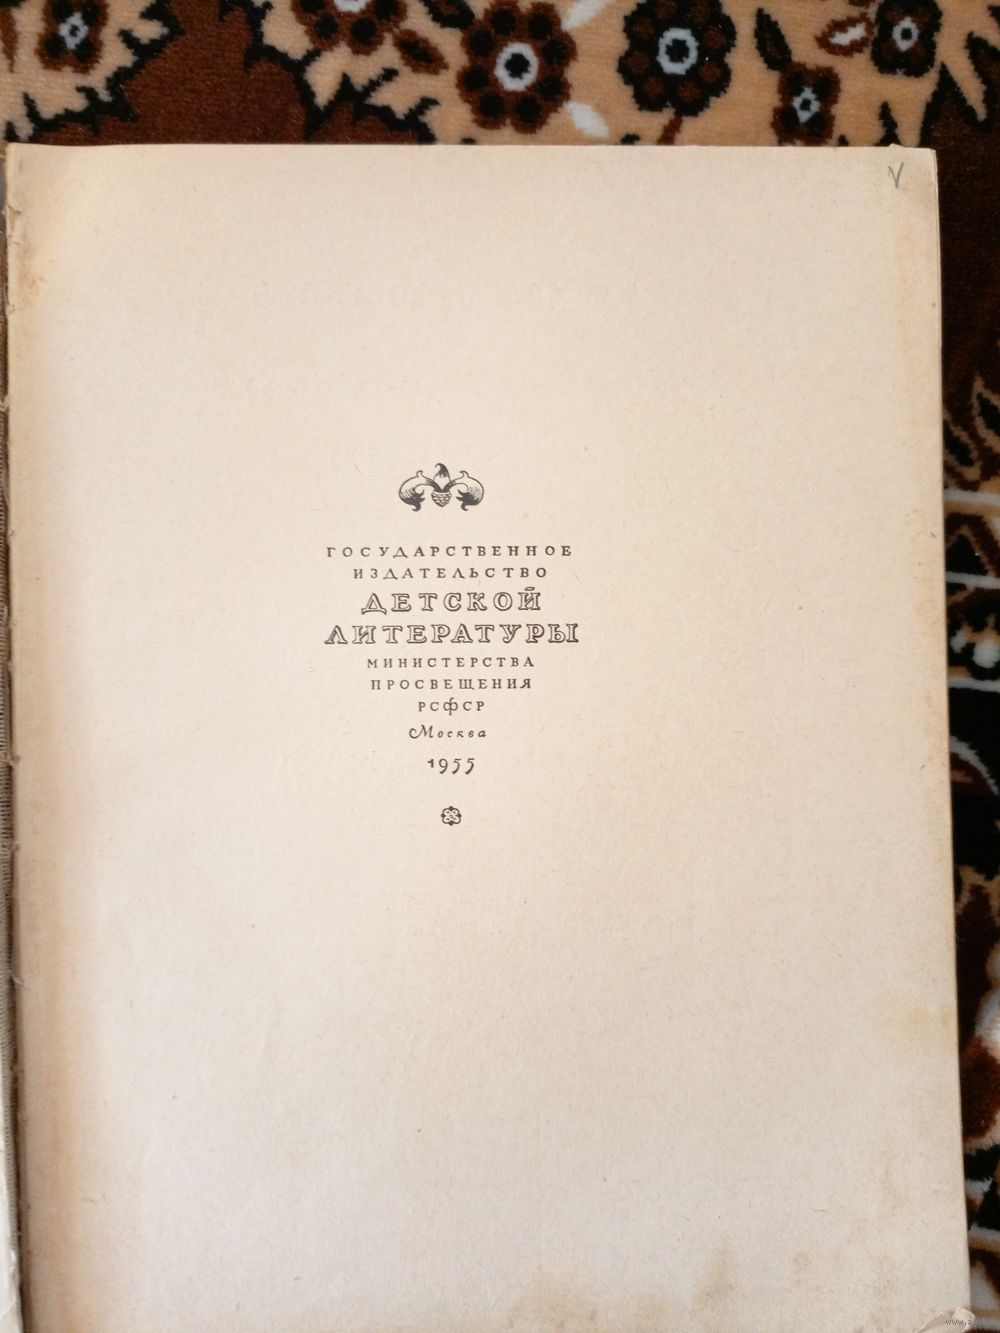 ГОСУДАРСТВЕННОЕ
ИЗДАТЕЛЬСТВО
ДЕТСКОЙ
ЛИТЕРАТУРЫ
МИНИСТЕРСТВА
ПРОСВЕЩЕНИЯ
РСФСР
Москва
1955